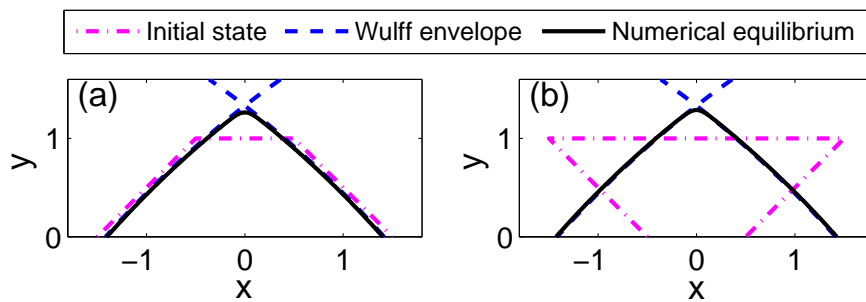 Initial state Wulff envelope Numerical equilibrium
(a)
y
1
0
−1 0 1
x
(b)
y
1
0
−1 0 1
x